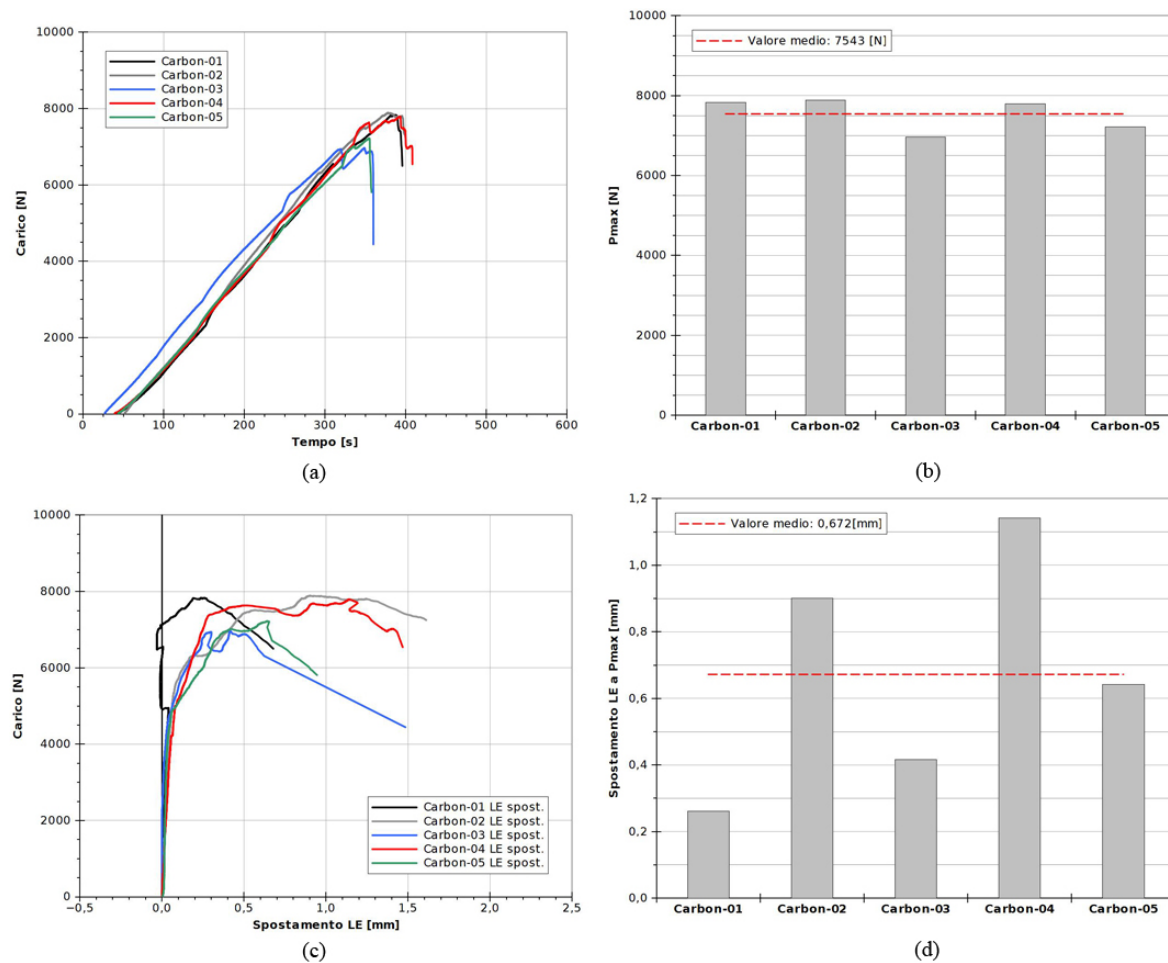 10000
8000
6000
4000
2000
0
Carico [N]
Carbon-01
Carbon-02
Carbon-03
Carbon-04
Carbon-05
0 100 200 300 400 500 600
Tempo [s]
(a)
10000
8000
6000
4000
2000
0
Pmax [N]
Valore medio: 7543 [N]
Carbon-01 Carbon-02 Carbon-03 Carbon-04 Carbon-05
(b)
10000
8000
6000
4000
2000
0
Carico [N]
Carbon-01 LE spost.
Carbon-02 LE spost.
Carbon-03 LE spost.
Carbon-04 LE spost.
Carbon-05 LE spost.
−0,5 0,0 0,5 1,0 1,5 2,0 2,5
Spostamento LE [mm]
(c)
1,2
1,0
0,8
0,6
0,4
0,2
0,0
Spostamento LE a Pmax [mm]
Valore medio: 0,672[mm]
Carbon-01 Carbon-02 Carbon-03 Carbon-04 Carbon-05
(d)